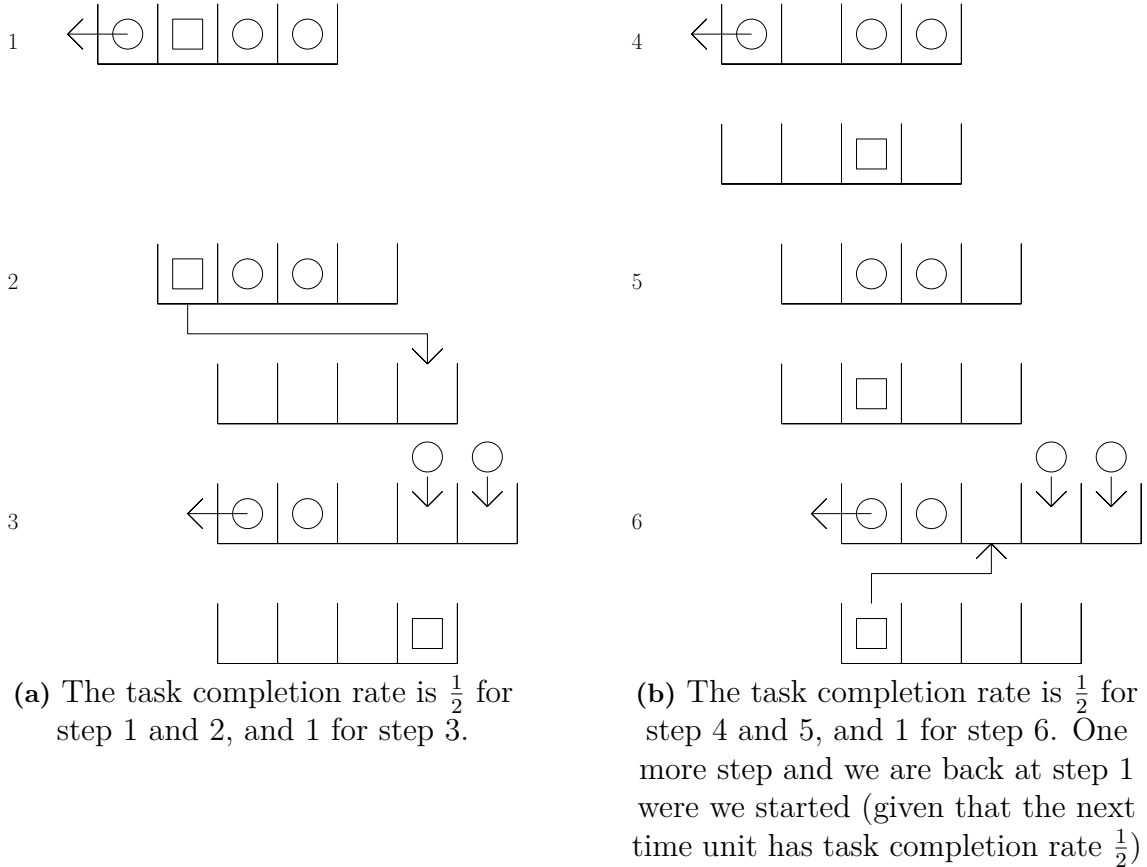 1
2
3
(a) The task completion rate is $\frac{1}{2}$ for
step 1 and 2, and 1 for step 3.
4
5
6
(b) The task completion rate is $\frac{1}{2}$ for
step 4 and 5, and 1 for step 6. One
more step and we are back at step 1
were we started (given that the next
time unit has task completion rate $\frac{1}{2}$)